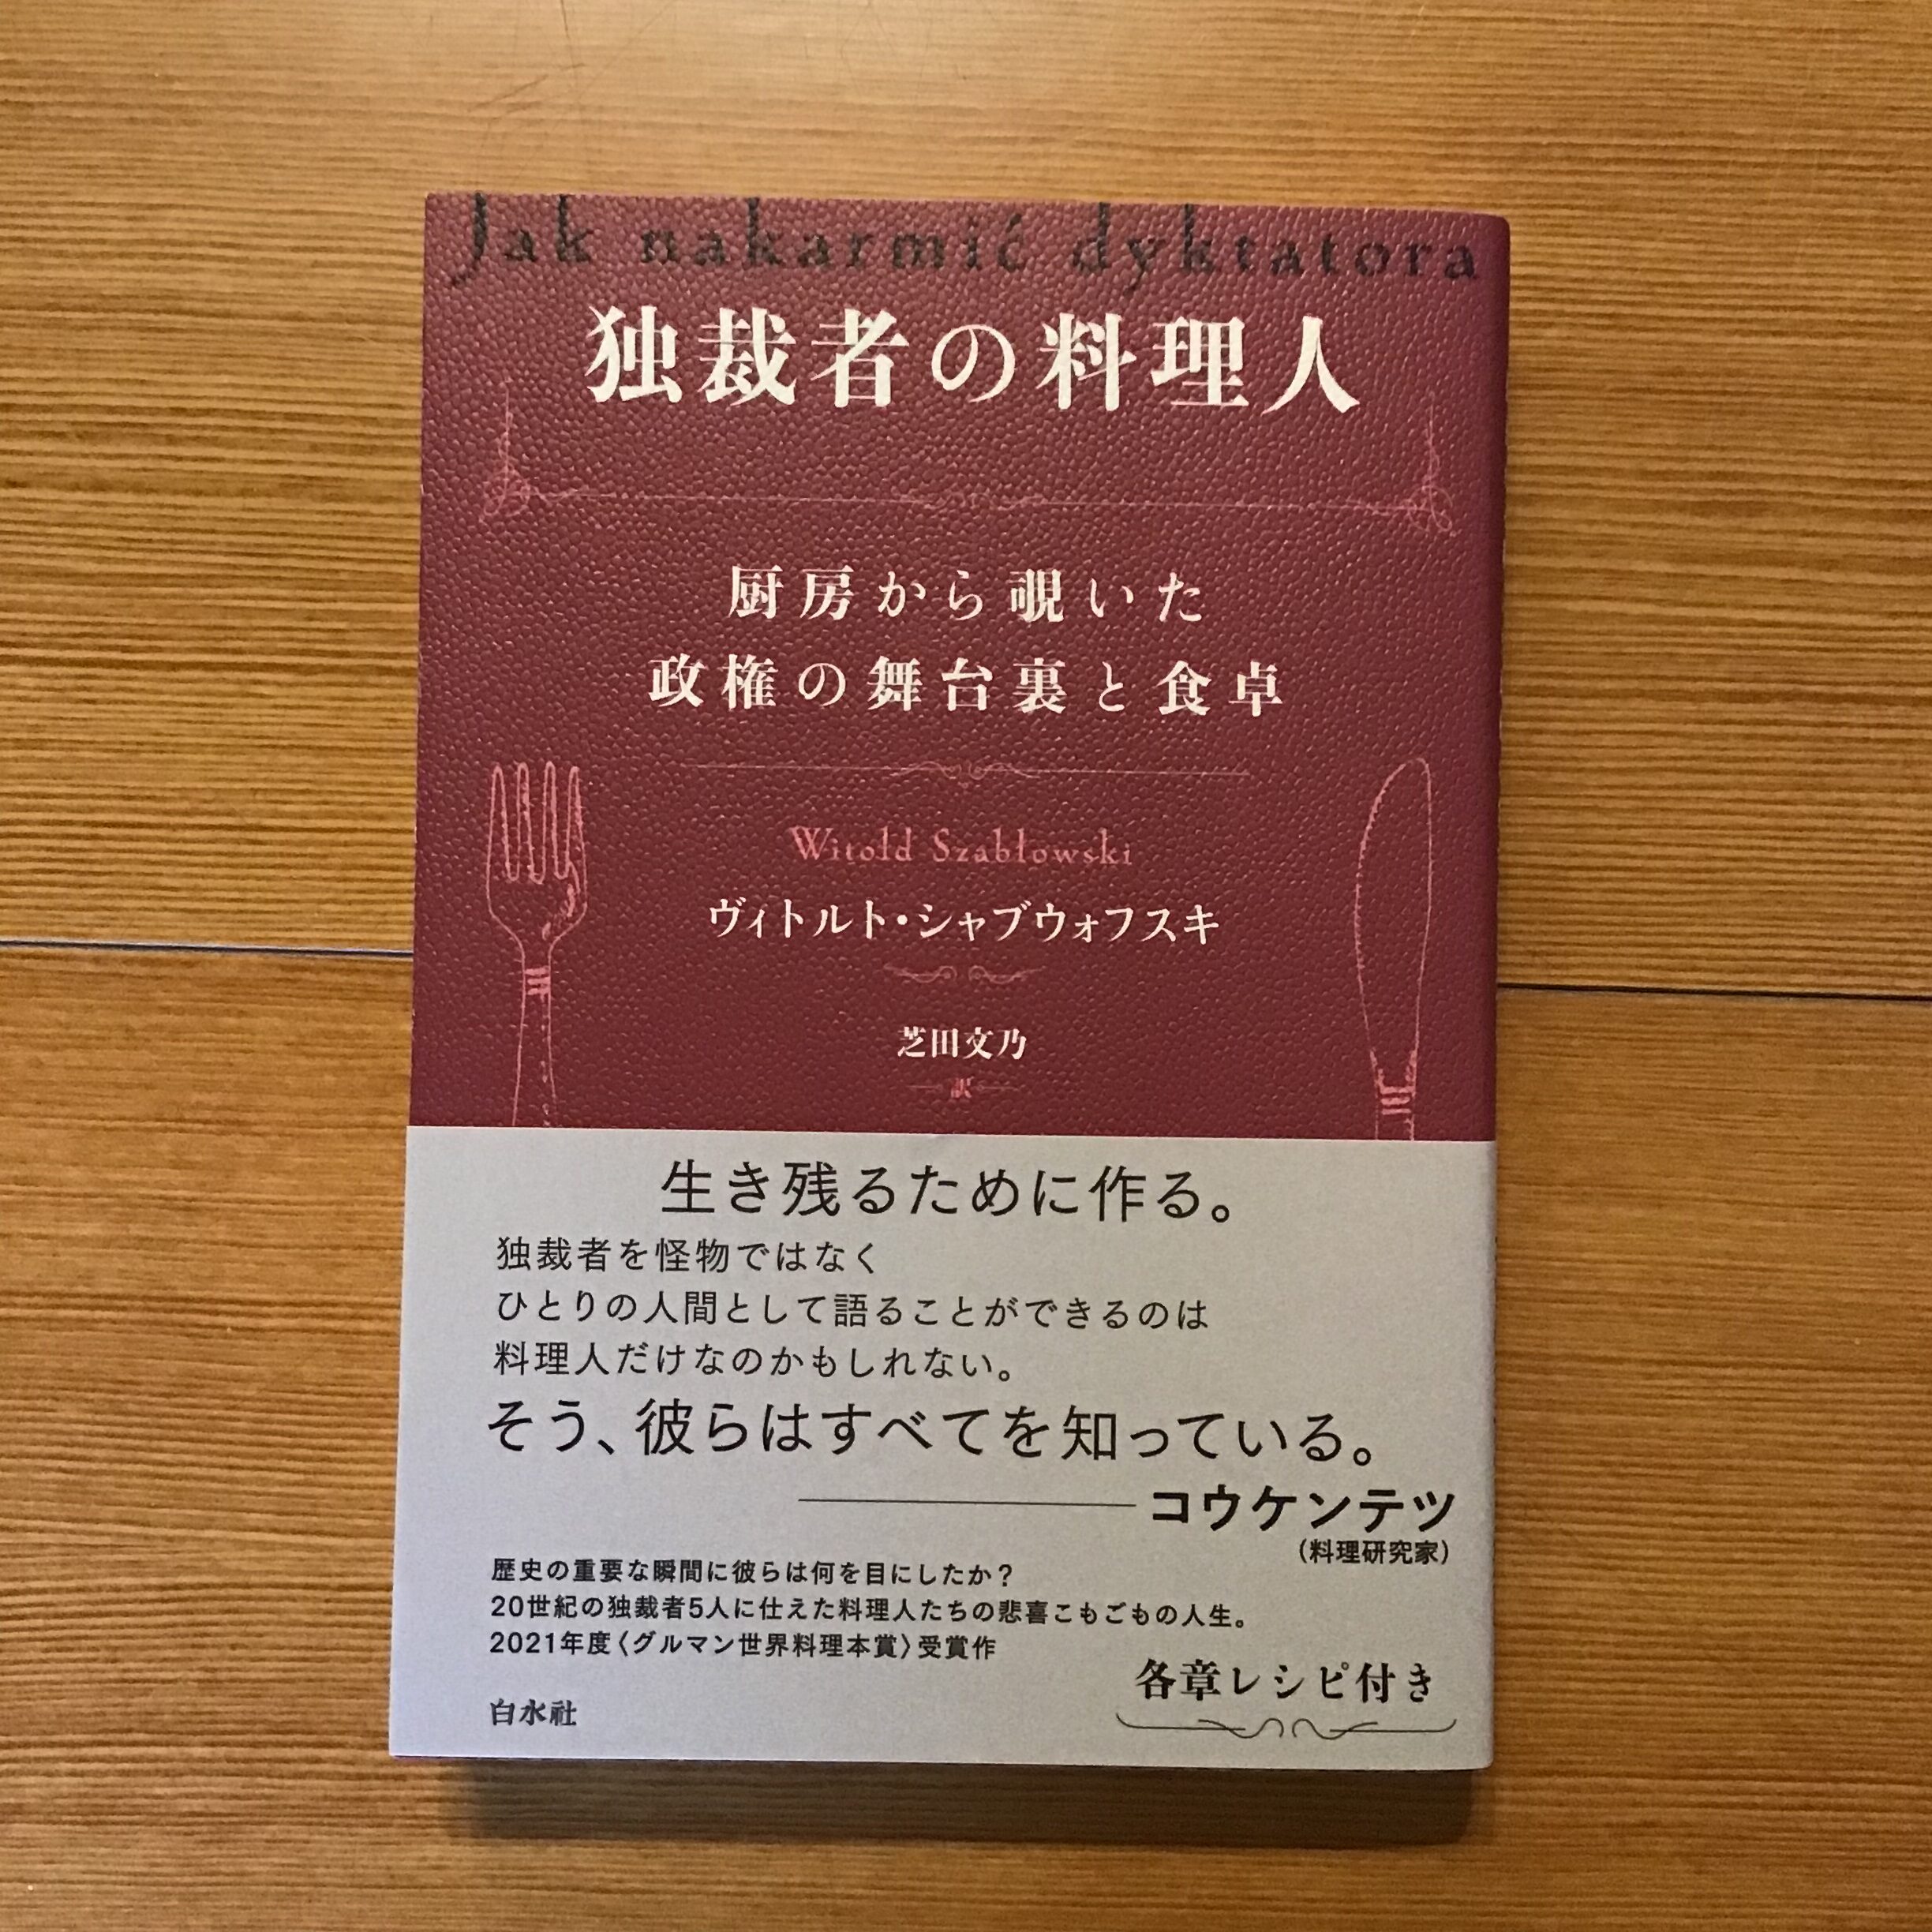 Jak nakarmić dyktatora
独裁者の料理人
厨房から覗いた
政権の舞台裏と食卓
Witold Szabłowski
ヴィトルト・シャブウォフスキ
芝田文乃
訳
生き残るために作る。
独裁者を怪物ではなく
ひとりの人間として語ることができるのは
料理人だけなのかもしれない。
そう、彼らはすべてを知っている。
コウケンテツ
(料理研究家)
歴史の重要な瞬間に彼らは何を目にしたか?
20世紀の独裁者5人に仕えた料理人たちの悲喜こもごもの人生。
2021年度〈グルマン世界料理本賞〉受賞作
各章レシピ付き
白水社